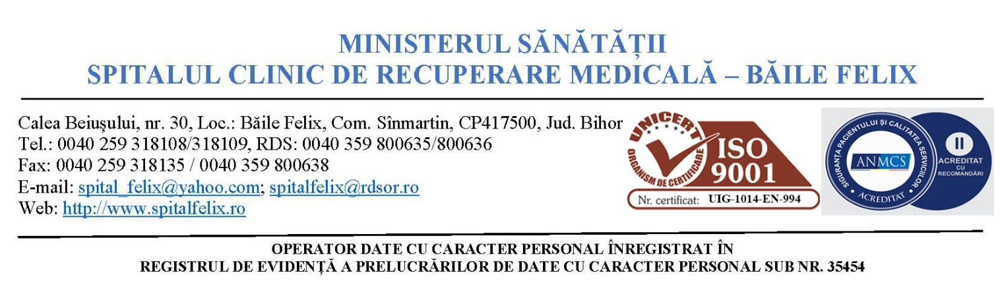 MINISTERUL SĂNĂTĂȚII
SPITALUL CLINIC DE RECUPERARE MEDICALĂ – BĂILE FELIX
Calea Beiușului, nr. 30, Loc.: Băile Felix, Com. Sînmartin, CP417500, Jud. Bihor
Tel.: 0040 259 318108/318109, RDS: 0040 359 800635/800636
Fax: 0040 259 318135 / 0040 359 800638
E-mail: spital_felix@yahoo.com; spitalfelix@rdsor.ro
Web: http://www.spitalfelix.ro
UNICERT
ORGANISM DE CERTIFICARE
ISO
9001
Nr. certificat: UIG-1014-EN-994
SIGURANȚA PACIENTULUI ȘI CALITATEA SERVICIILOR
ANMCS
ACREDITAT
II
ACREDITAT
CU
RECOMANDĂRI
OPERATOR DATE CU CARACTER PERSONAL ÎNREGISTRAT ÎN
REGISTRUL DE EVIDENȚĂ A PRELUCRĂRILOR DE DATE CU CARACTER PERSONAL SUB NR. 35454